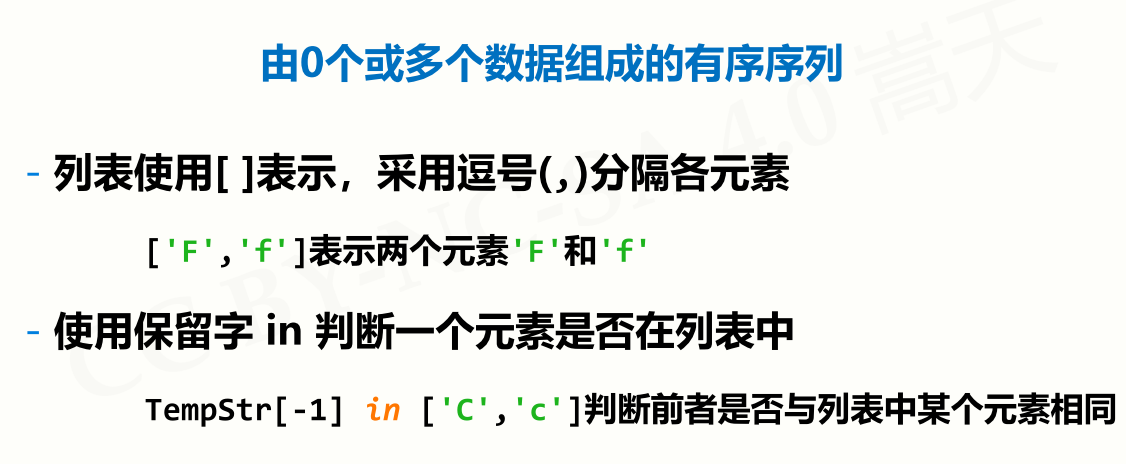 由0个或多个数据组成的有序序列
- 列表使用[ ]表示，采用逗号(,)分隔各元素
['F','f']表示两个元素'F'和'f'
- 使用保留字 in 判断一个元素是否在列表中
TempStr[-1] in ['C','c']判断前者是否与列表中某个元素相同
CC BY-NC-SA 4.0 嵩天